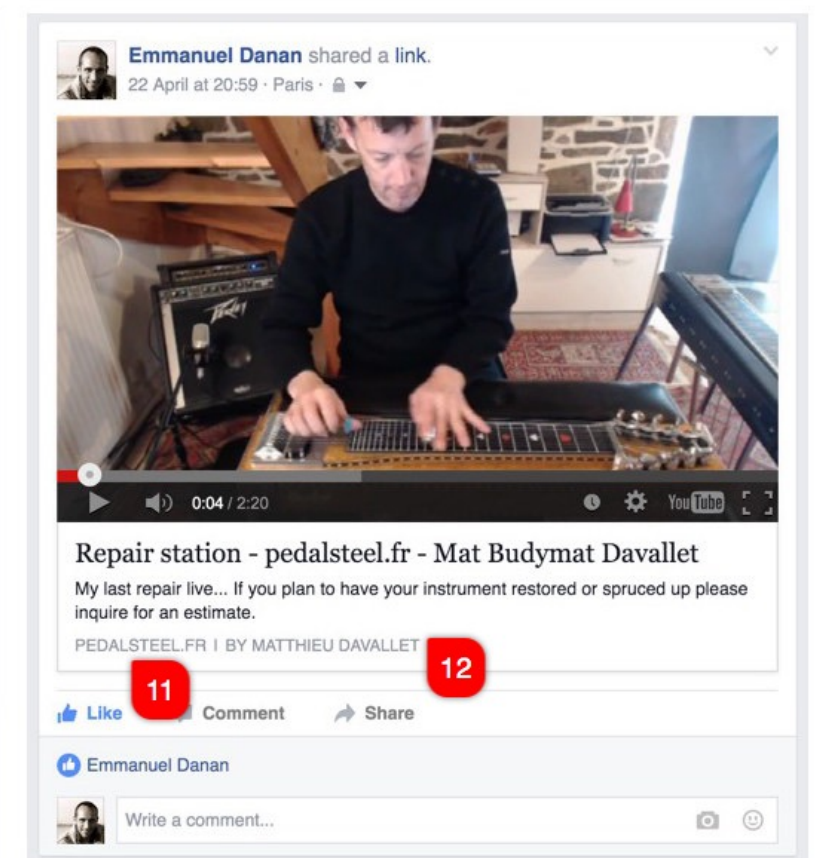 Emmanuel Danan shared a link.
22 April at 20:59 · Paris ·
PEAVEY
0:04 / 2:20
YouTube
Repair station - pedalsteel.fr - Mat Budymat Davallet
My last repair live... If you plan to have your instrument restored or spruced up please
inquire for an estimate.
PEDALSTEEL.FR I BY MATTHIEU DAVALLET
12
11
Like Comment Share
Emmanuel Danan
Write a comment...